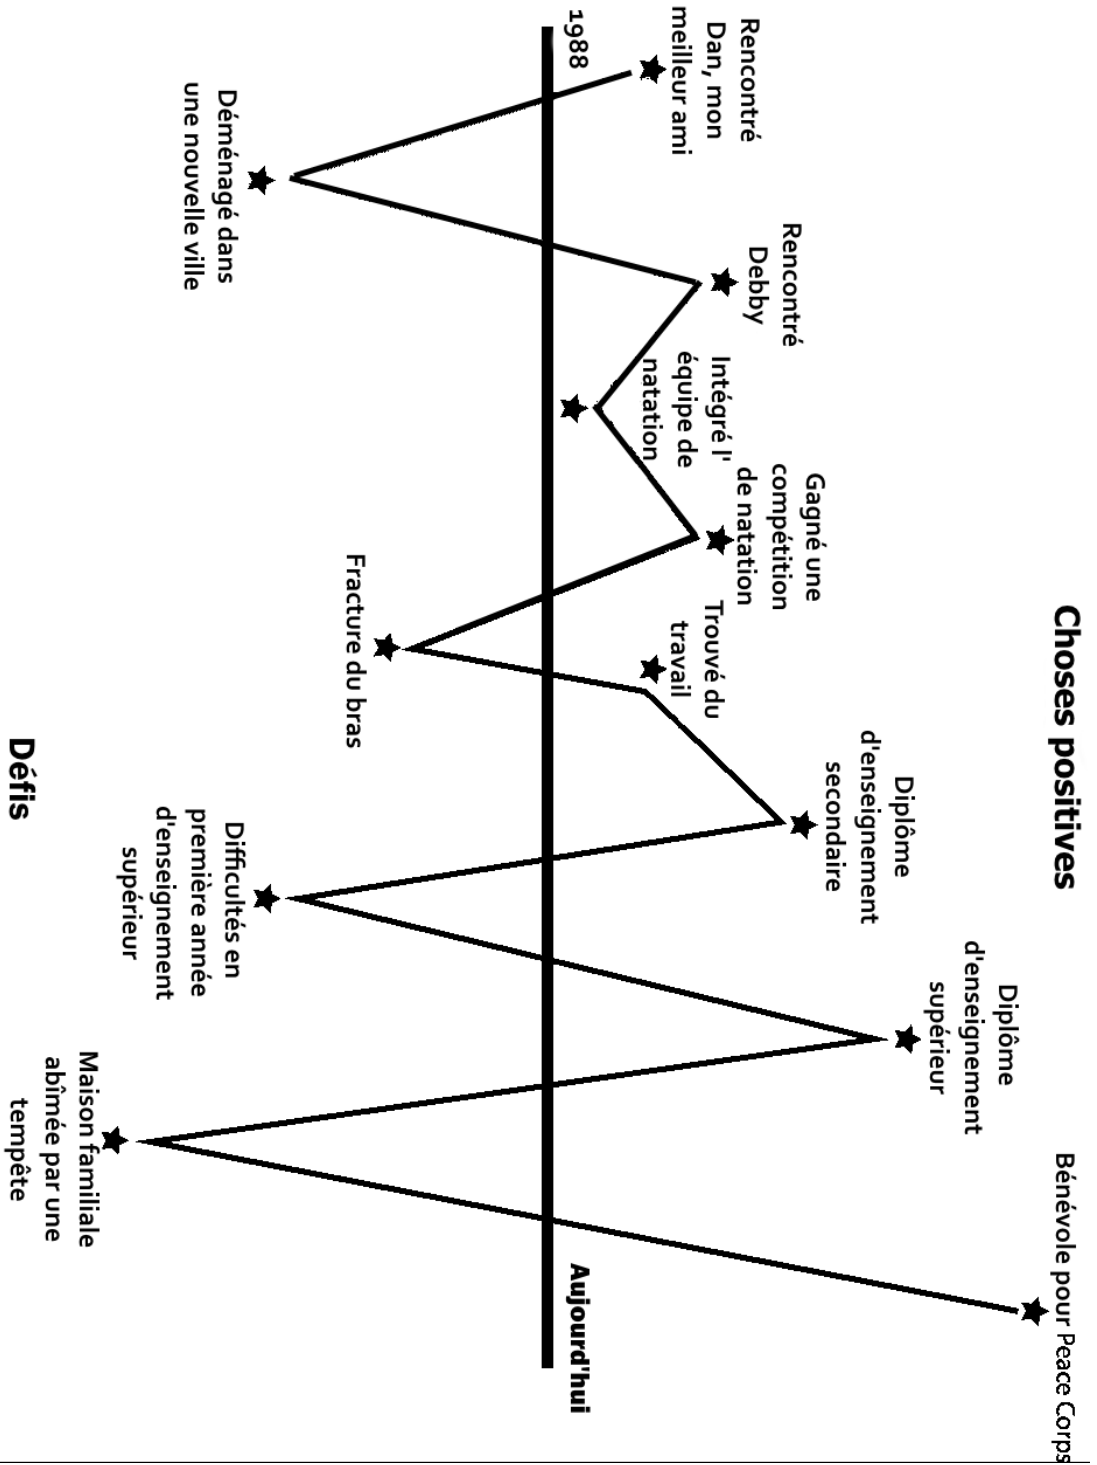 Choses positives
1988
Rencontré
Dan, mon
meilleur ami
Déménagé dans
une nouvelle ville
Rencontré
Debby
Intégré l'
équipe de
natation
Gagné une
compétition
de natation
Fracture du bras
Trouvé du
travail
Diplôme
d'enseignement
secondaire
Difficultés en
première année
d'enseignement
supérieur
Diplôme
d'enseignement
supérieur
Maison familiale
abîmée par une
tempête
Bénévole pour Peace Corps
Aujourd'hui
Défis